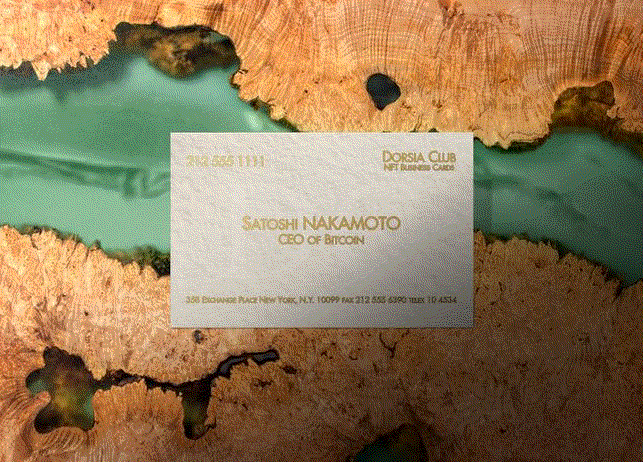 212 555 1111
DORSIA CLUB
NFT BUSINESS CARDS
SATOSHI NAKAMOTO
CEO OF BITCOIN
358 EXCHANGE PLACE NEW YORK, N.Y. 10099 FAX 212 555 6390 TELEX 10 4534